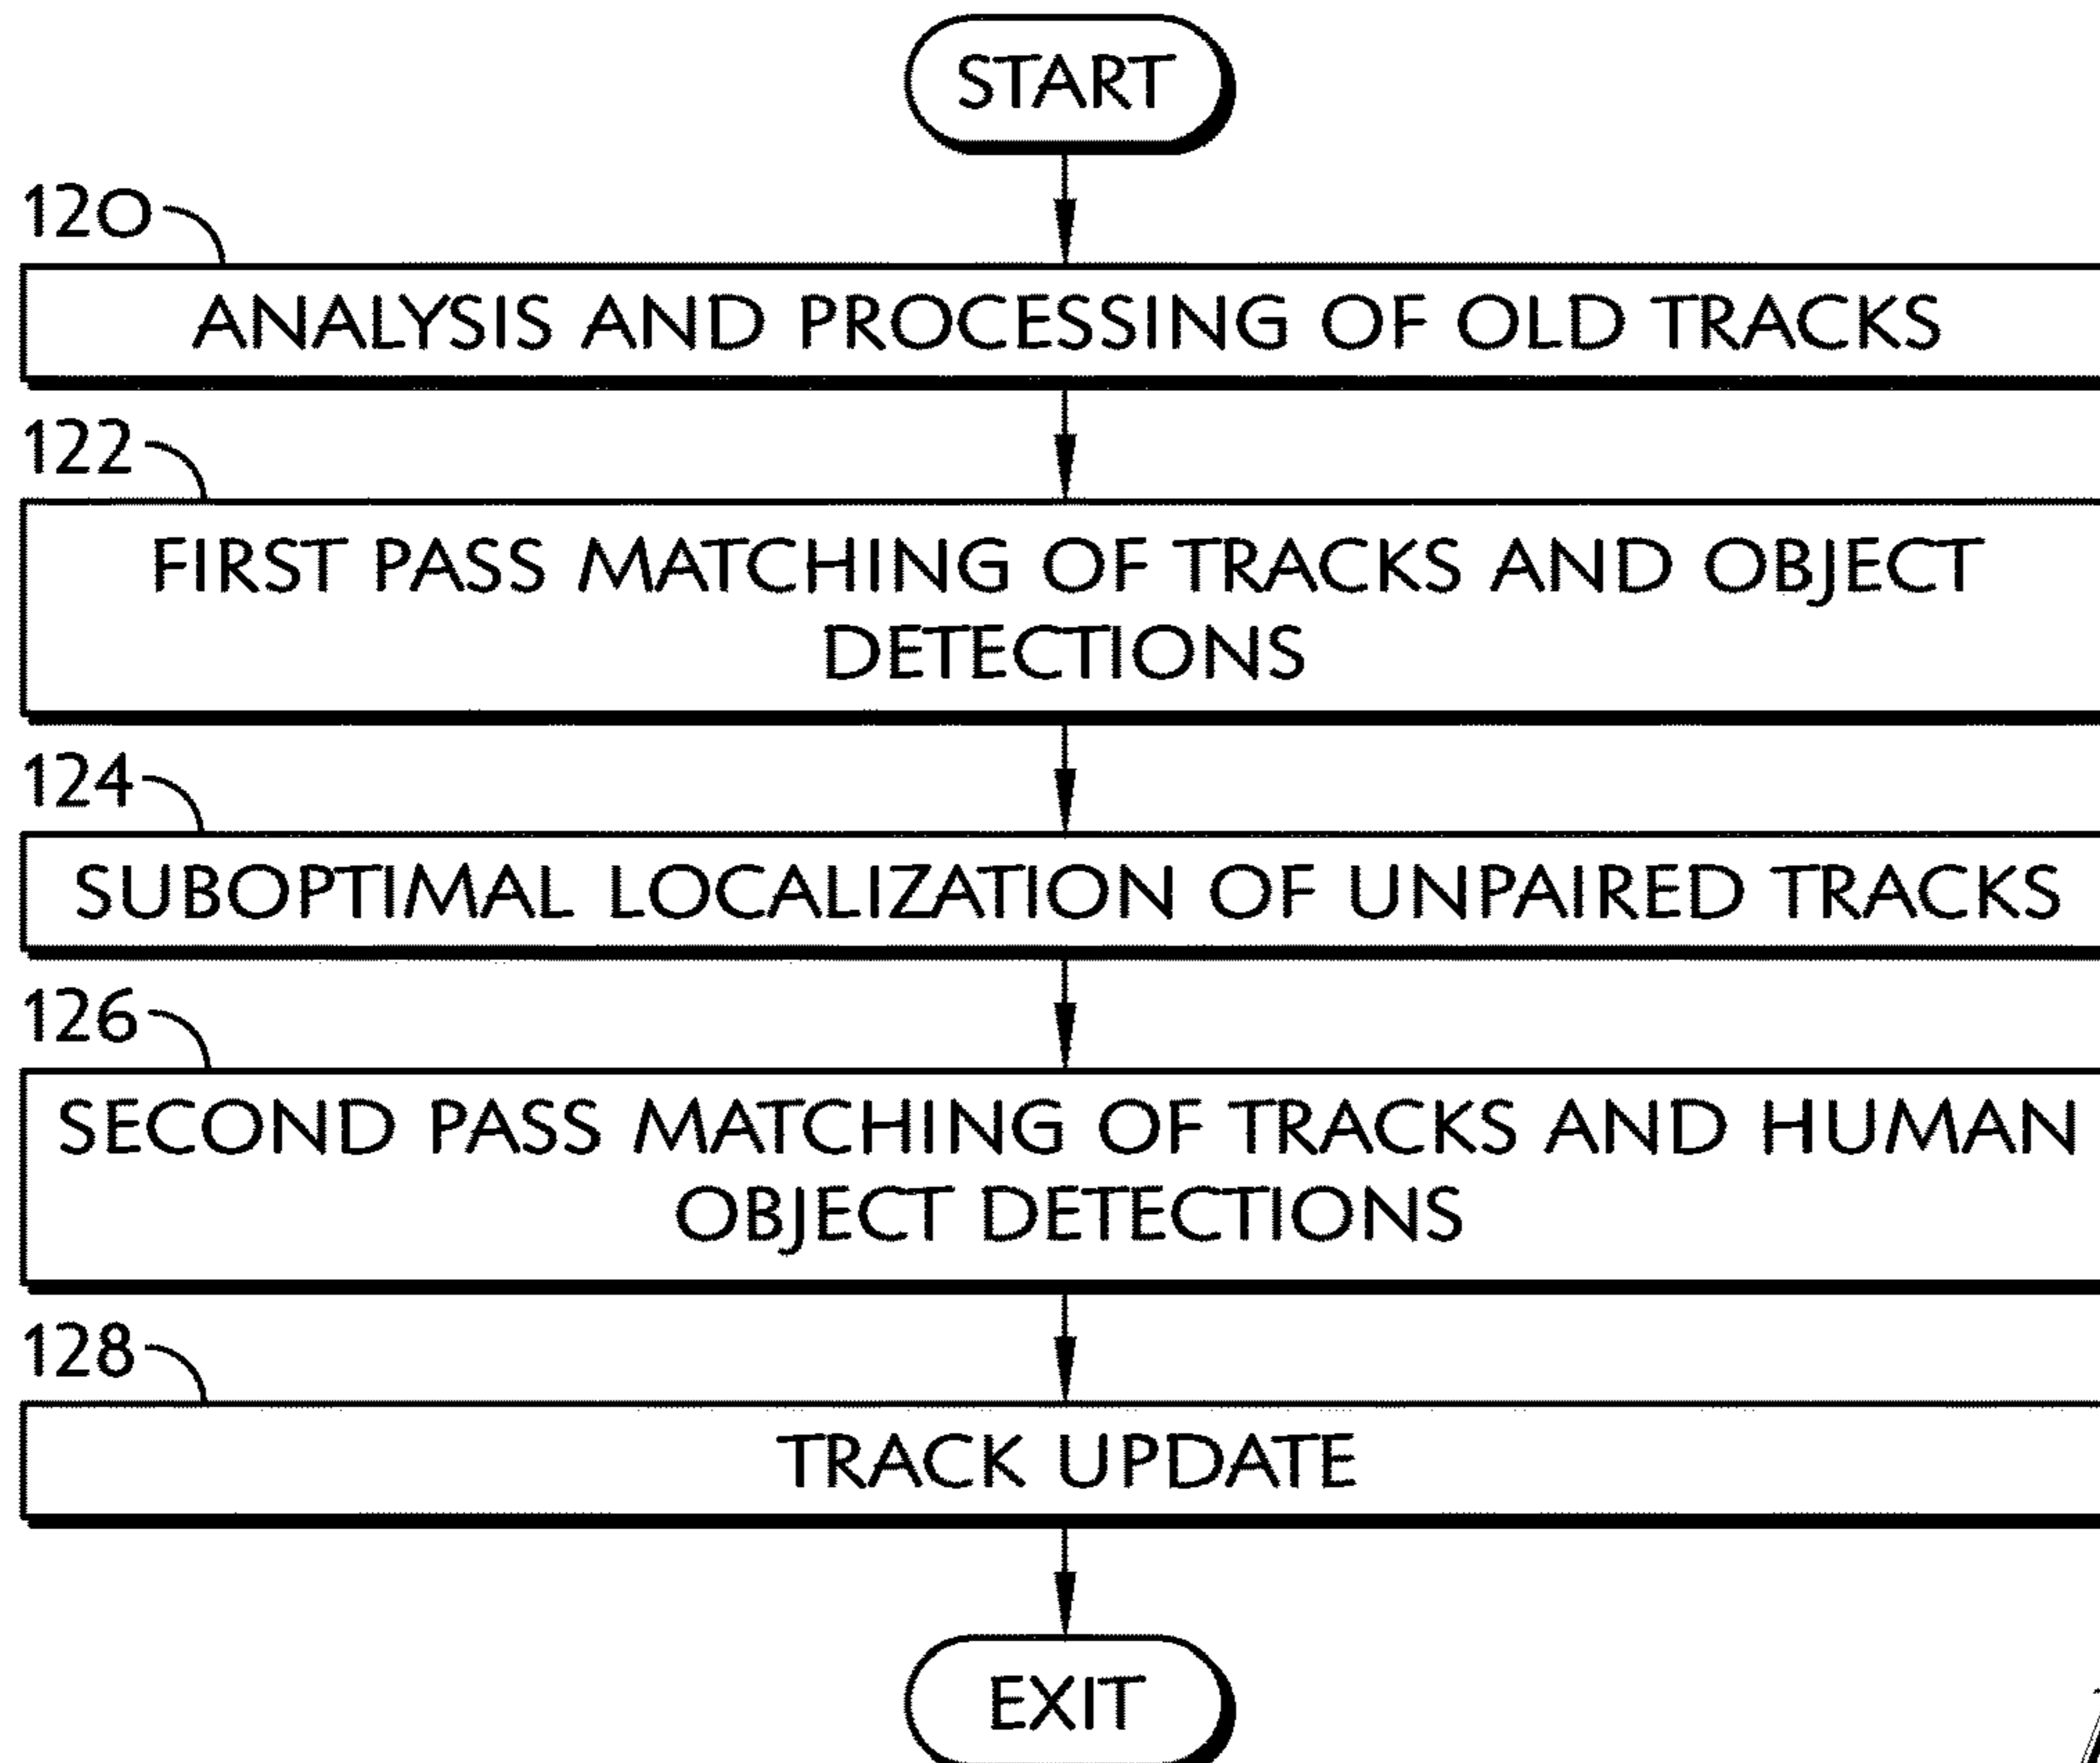 START
120
ANALYSIS AND PROCESSING OF OLD TRACKS
122
FIRST PASS MATCHING OF TRACKS AND OBJECT
DETECTIONS
124
SUBOPTIMAL LOCALIZATION OF UNPAIRED TRACKS
126
SECOND PASS MATCHING OF TRACKS AND HUMAN
OBJECT DETECTIONS
128
TRACK UPDATE
EXIT